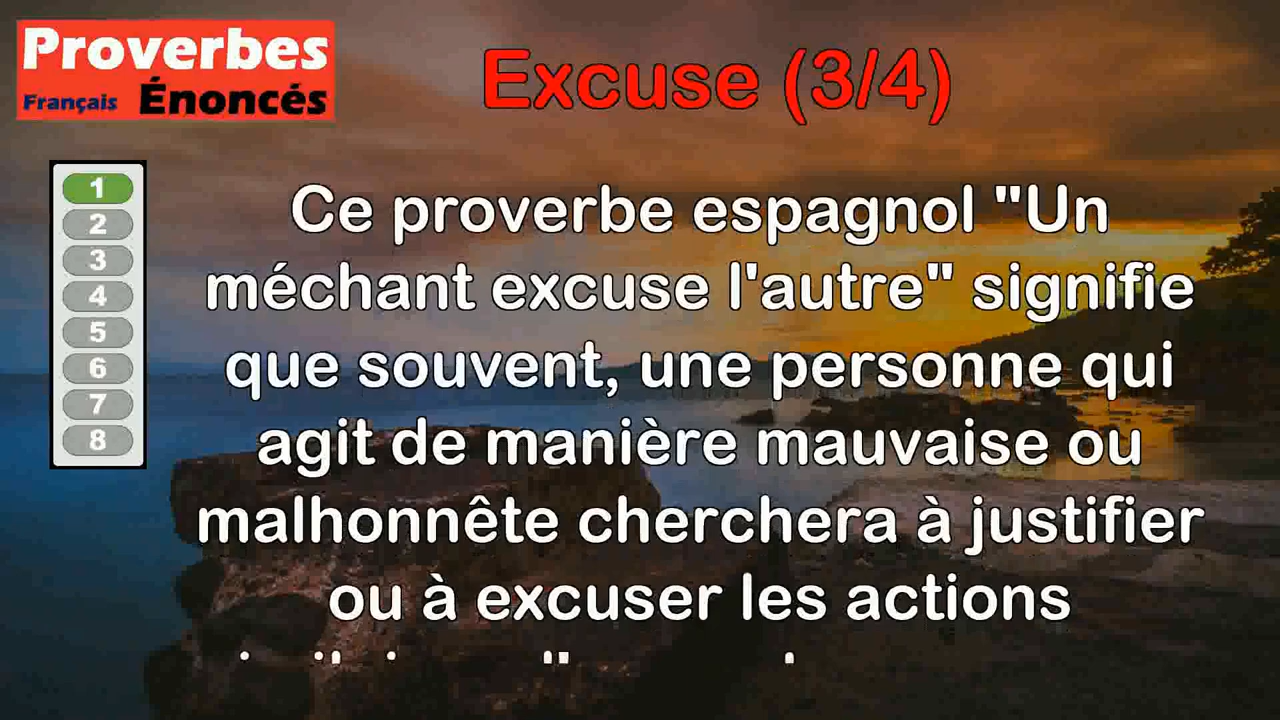 Proverbes
Français Énoncés
Excuse (3/4)
1
2
3
4
5
6
7
8
Ce proverbe espagnol "Un
méchant excuse l'autre" signifie
que souvent, une personne qui
agit de manière mauvaise ou
malhonnête cherchera à justifier
ou à excuser les actions